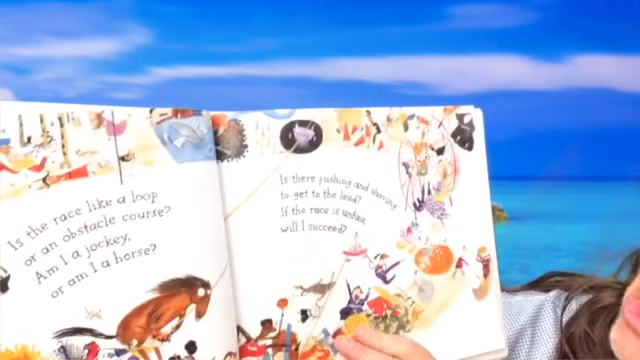 Is the race like a loop
or an obstacle course?
Am I a jockey,
or am I a horse?
Is there pushing and shoving
to get to the lead?
If the race is unfair,
will I succeed?